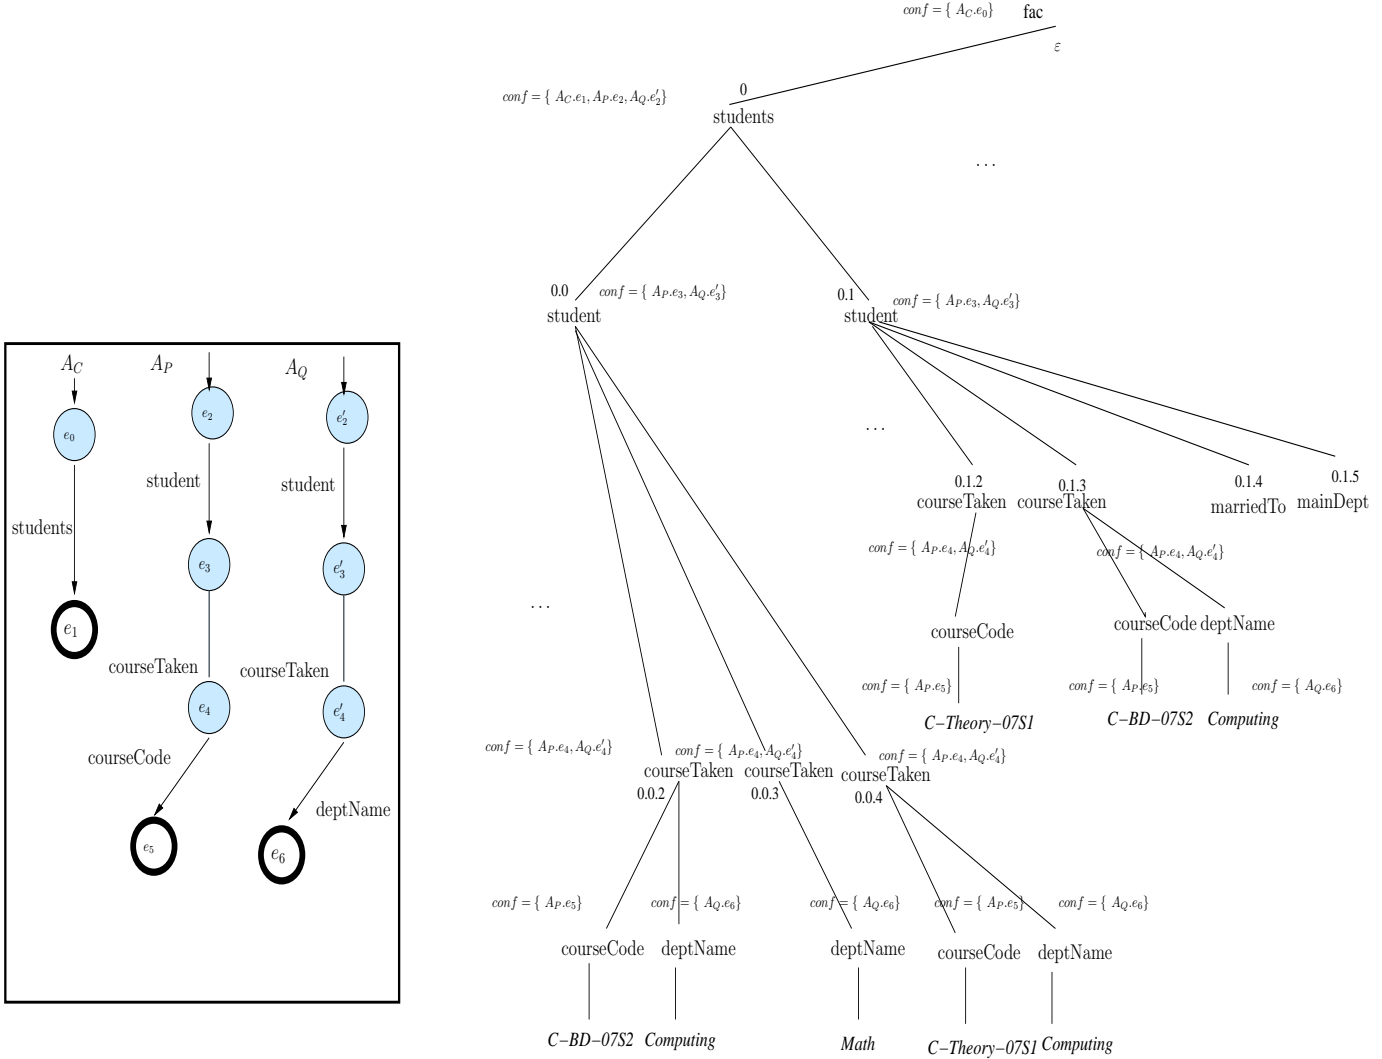 conf = { A_C.e_0} fac
ε
conf = { A_C.e_1, A_P.e_2, A_Q.e′_2}
0
students
. . .
0.0
conf = { A_P.e_3, A_Q.e′_3}
student
0.1
conf = { A_P.e_3, A_Q.e′_3}
student
A_C
A_P
A_Q
e_0
e_2
e′_2
student
student
students
e_3
e′_3
e_1
courseTaken
courseTaken
e_4
e′_4
courseCode
deptName
e_5
e_6
. . .
0.1.2
courseTaken
0.1.3
courseTaken
0.1.4
marriedTo
0.1.5
mainDept
conf = { A_P.e_4, A_Q.e′_4}
conf = { A_P.e_4, A_Q.e′_4}
. . .
courseCode
courseCode deptName
conf = { A_P.e_5}
conf = { A_P.e_5}
conf = { A_Q.e_6}
C−Theory−07S1
C−BD−07S2 Computing
conf = { A_P.e_4, A_Q.e′_4}
conf = { A_P.e_4, A_Q.e′_4}
conf = { A_P.e_4, A_Q.e′_4}
courseTaken courseTaken courseTaken
0.0.2 0.0.3 0.0.4
conf = { A_P.e_5}
conf = { A_Q.e_6}
conf = { A_Q.e_6}
conf = { A_P.e_5}
conf = { A_Q.e_6}
courseCode deptName deptName courseCode deptName
C−BD−07S2 Computing Math C−Theory−07S1 Computing